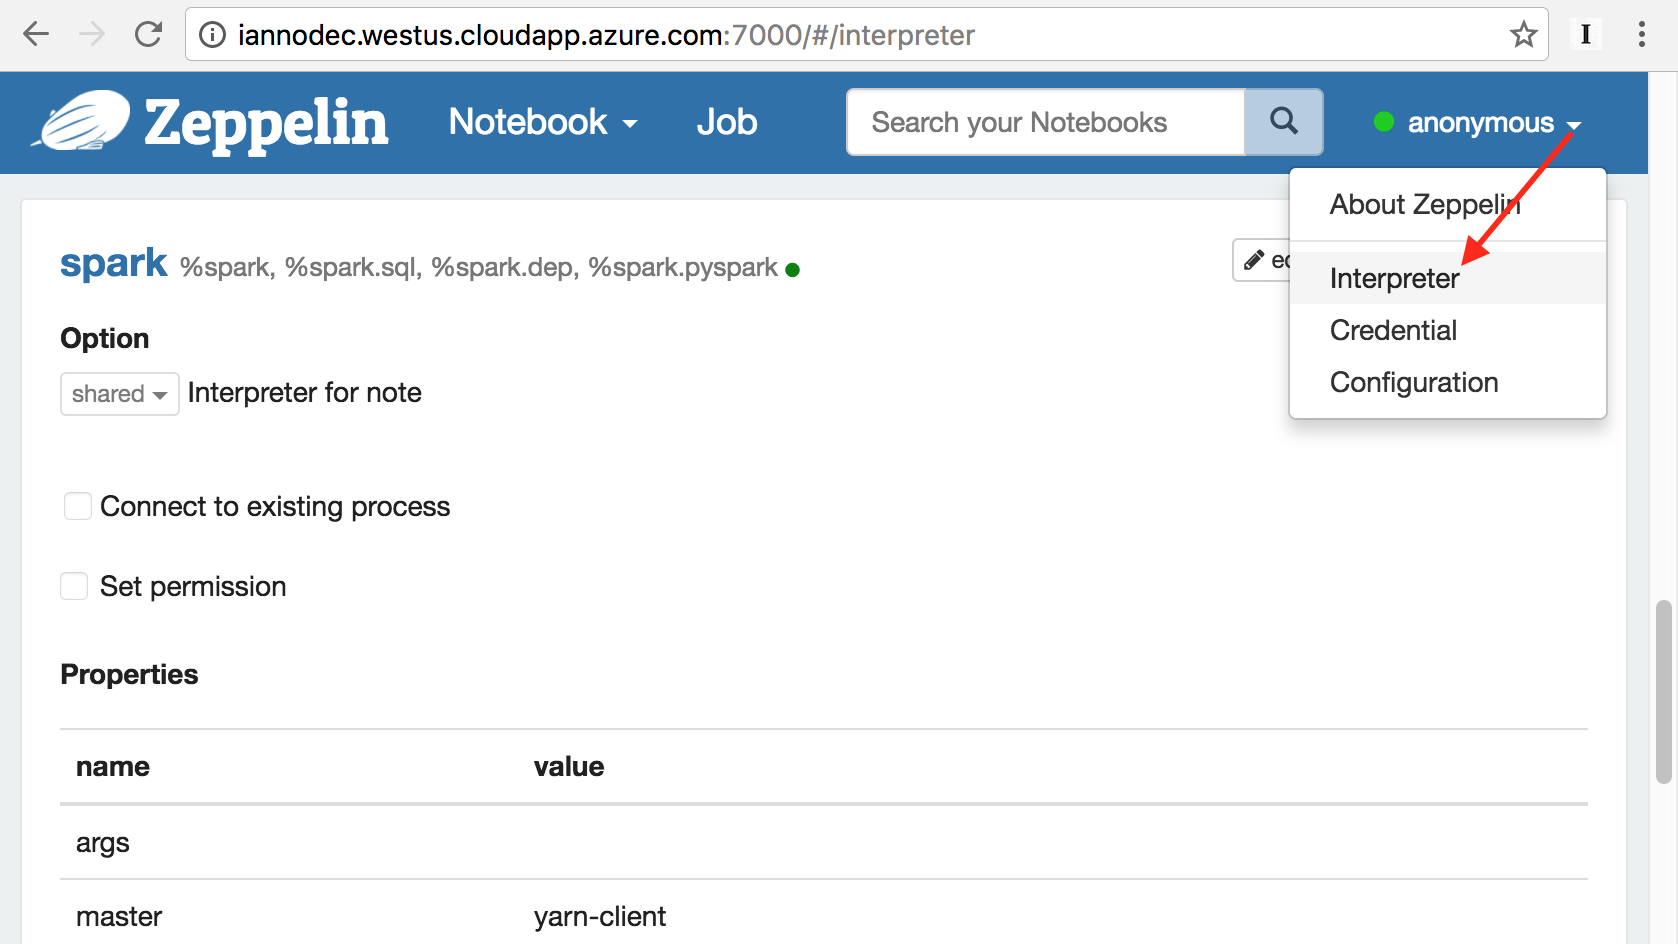 iannodec.westus.cloudapp.azure.com:7000/#/interpreter
Zeppelin Notebook Job Search your Notebooks anonymous
About Zeppelin
spark %spark, %spark.sql, %spark.dep, %spark.pyspark
Interpreter
Credential
Configuration
Option
shared Interpreter for note
Connect to existing process
Set permission
Properties
name value
args
master yarn-client